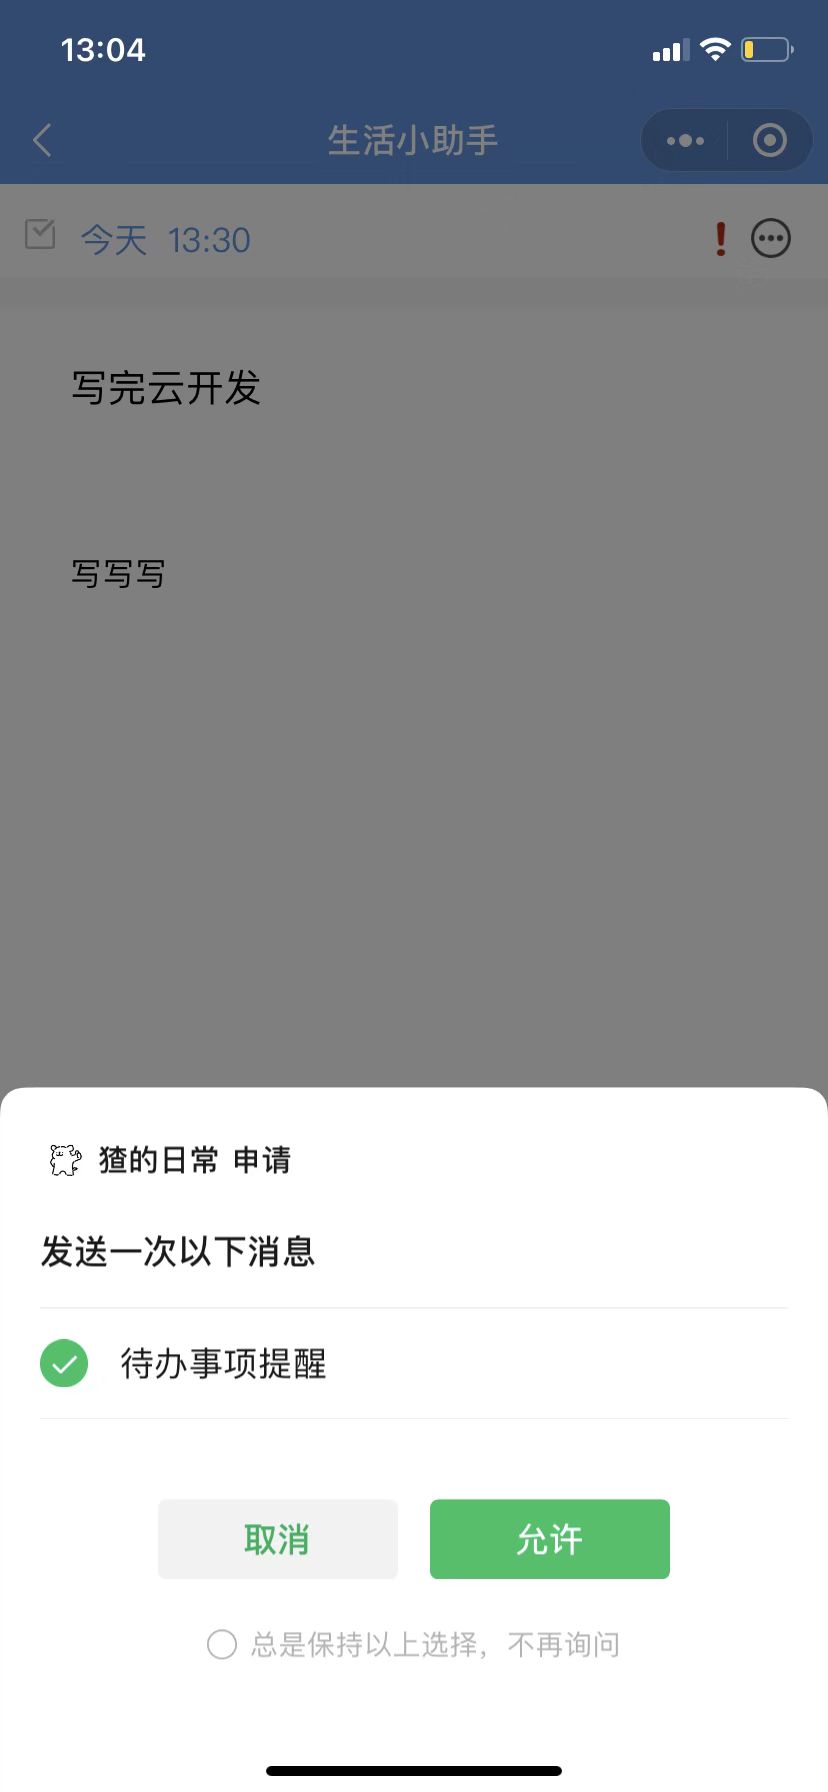 13:04
生活小助手
今天 13:30
写完云开发
写写写
猹的日常 申请
发送一次以下消息
待办事项提醒
取消 允许
总是保持以上选择，不再询问